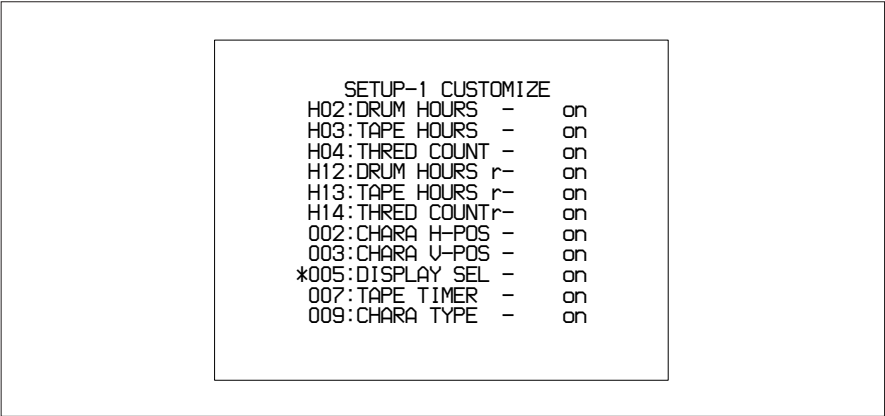 SETUP-1 CUSTOMIZE
H02:DRUM HOURS - on
H03:TAPE HOURS - on
H04:THRED COUNT - on
H12:DRUM HOURS r- on
H13:TAPE HOURS r- on
H14:THRED COUNTr- on
002:CHARA H-POS - on
003:CHARA V-POS - on
*005:DISPLAY SEL - on
007:TAPE TIMER - on
009:CHARA TYPE - on